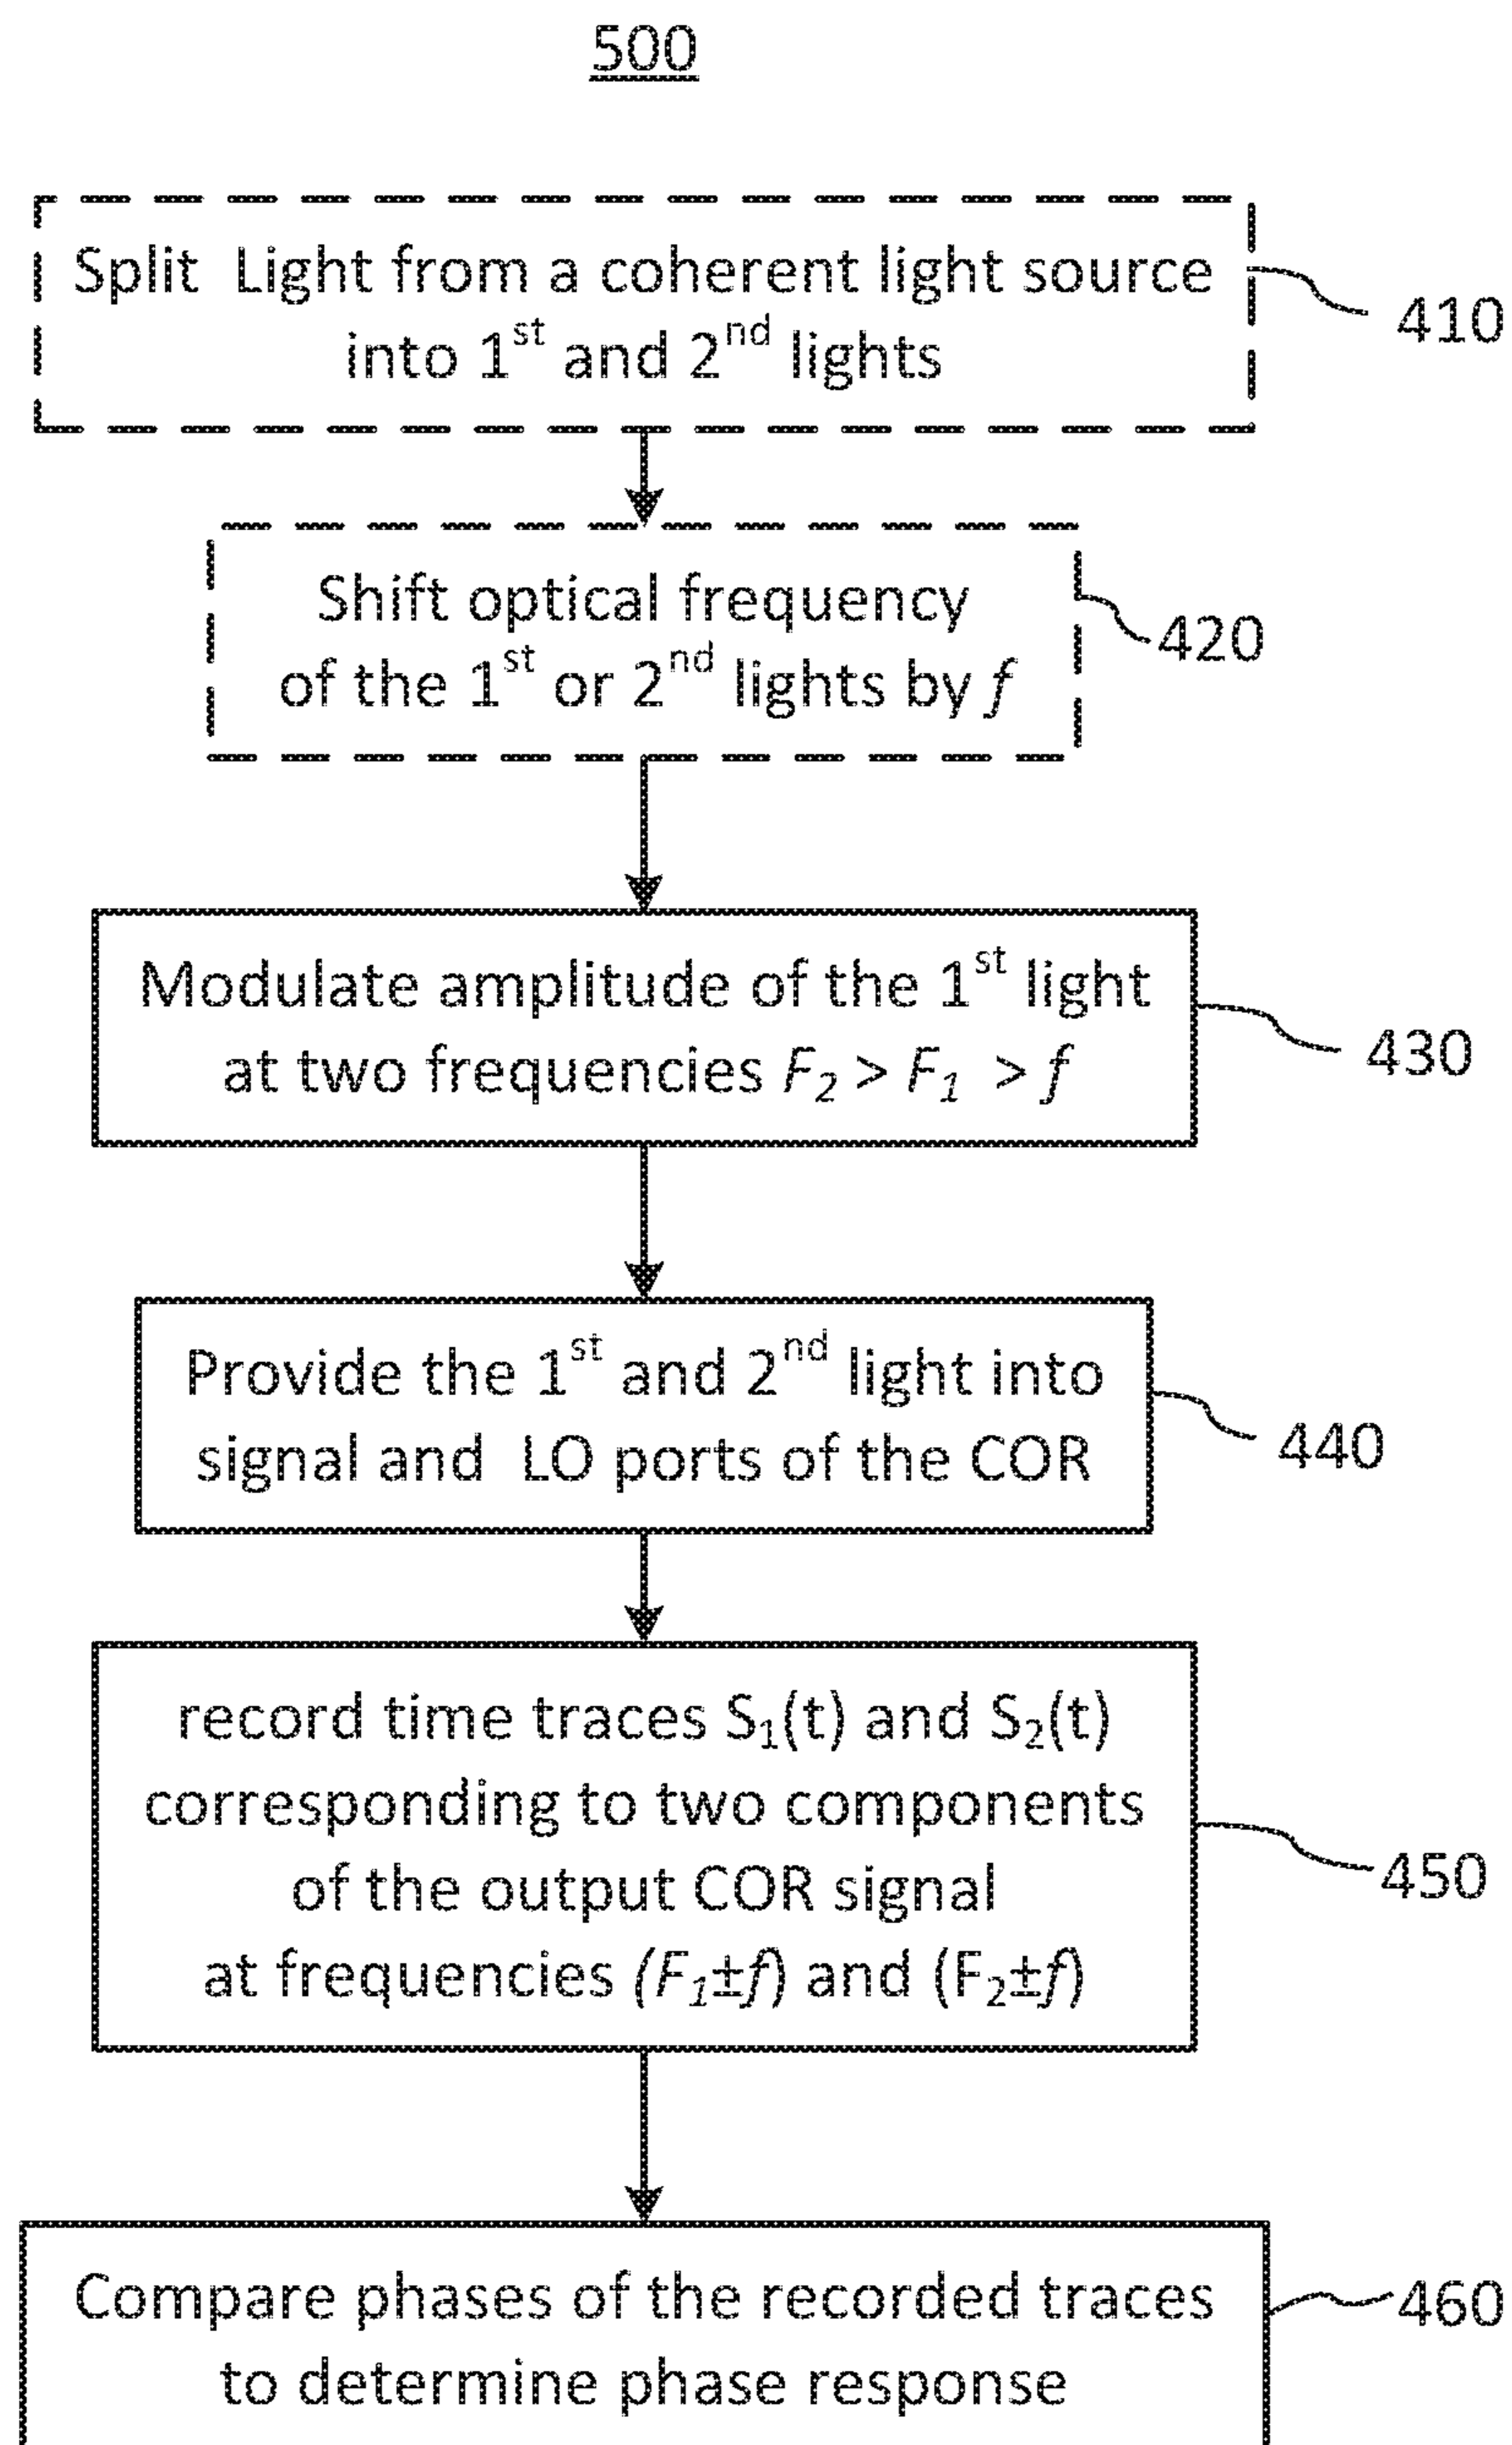 500
Split Light from a coherent light source
into 1st and 2nd lights
410
Shift optical frequency
of the 1st or 2nd lights by f
420
Modulate amplitude of the 1st light
at two frequencies F2 > F1 > f
430
Provide the 1st and 2nd light into
signal and LO ports of the COR
440
record time traces S1(t) and S2(t)
corresponding to two components
of the output COR signal
at frequencies (F1±f) and (F2±f)
450
Compare phases of the recorded traces
to determine phase response
460